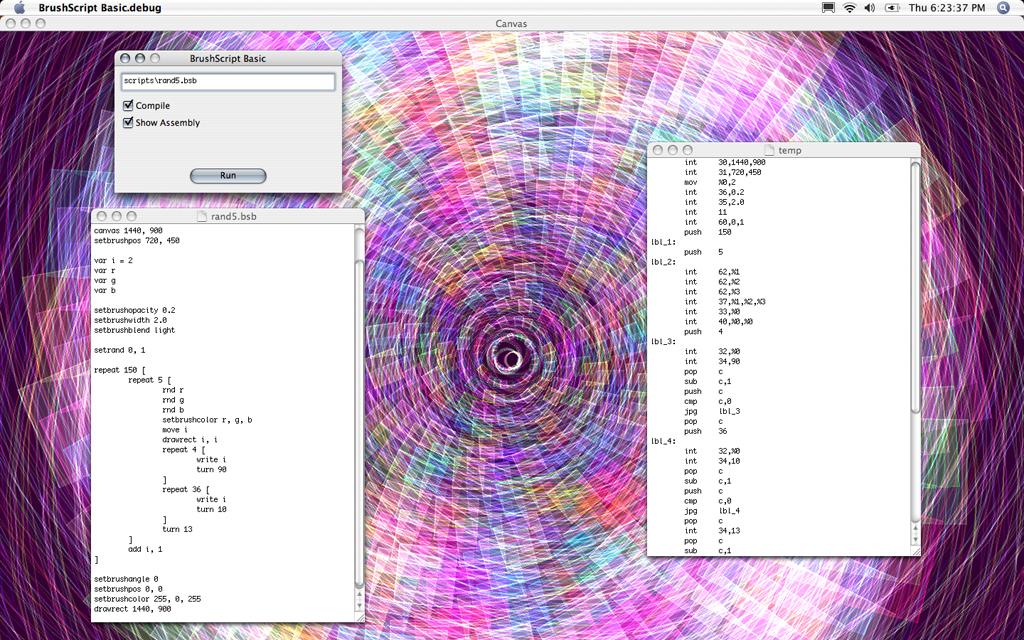 BrushScript Basic.debug
Thu 6:23:37 PM
Canvas
BrushScript Basic
scripts\rand5.bsb
Compile
Show Assembly
Run
rand5.bsb
canvas 1440, 900
setbrushpos 720, 450
var i = 2
var r
var g
var b
setbrushopacity 0.2
setbrushwidth 2.0
setbrushblend light
setrand 0, 1
repeat 150 [
repeat 5 [
rnd r
rnd g
rnd b
setbrushcolor r, g, b
move i
drawrect i, i
repeat 4 [
write i
turn 90
]
repeat 36 [
write i
turn 10
]
turn 13
]
add i, 1
]
setbrushangle 0
setbrushpos 0, 0
setbrushcolor 255, 0, 255
drawrect 1440, 900
temp
int 30,1440,900
int 31,720,450
mov %0,2
int 36,0.2
int 35,2.0
int 11
int 60,0,1
push 150
lbl_1:
push 5
lbl_2:
int 62,%1
int 62,%2
int 62,%3
int 37,%1,%2,%3
int 33,%0
int 40,%0,%0
push 4
lbl_3:
int 32,%0
int 34,90
pop c
sub c,1
push c
cmp c,0
jpg lbl_3
pop c
push 36
lbl_4:
int 32,%0
int 34,10
pop c
sub c,1
push c
cmp c,0
jpg lbl_4
pop c
int 34,13
pop c
sub c,1